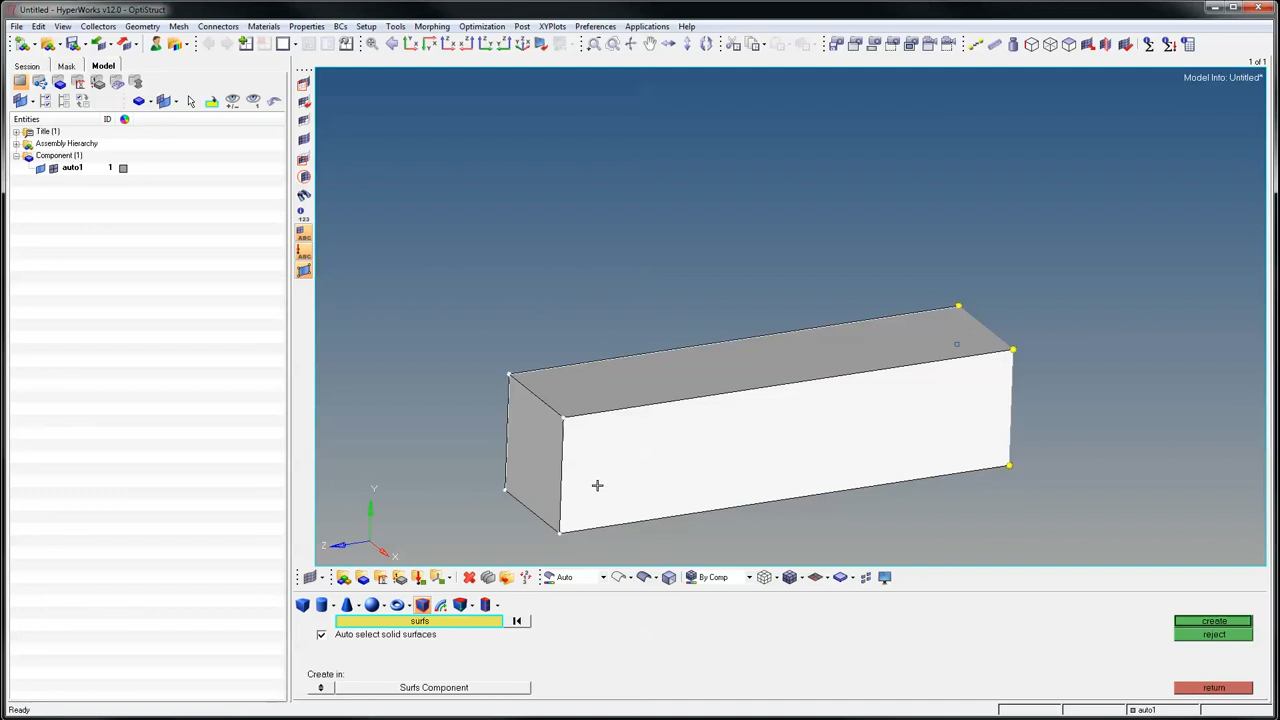 Untitled - HyperWorks v12.0 - OptiStruct
File Edit View Collectors Geometry Mesh Connectors Materials Properties BCs Setup Tools Morphing Optimization Post XYPlots Preferences Applications Help
1 of 1
Session Mask Model
Model Info: Untitled*
Entities ID
Title (1)
Assembly Hierarchy
Component (1)
auto1 1
123
ABC
ABC
Y
Z
X
Auto
By Comp
surfs
create
Auto select solid surfaces
reject
Create in:
Surfs Component
return
Ready
auto1